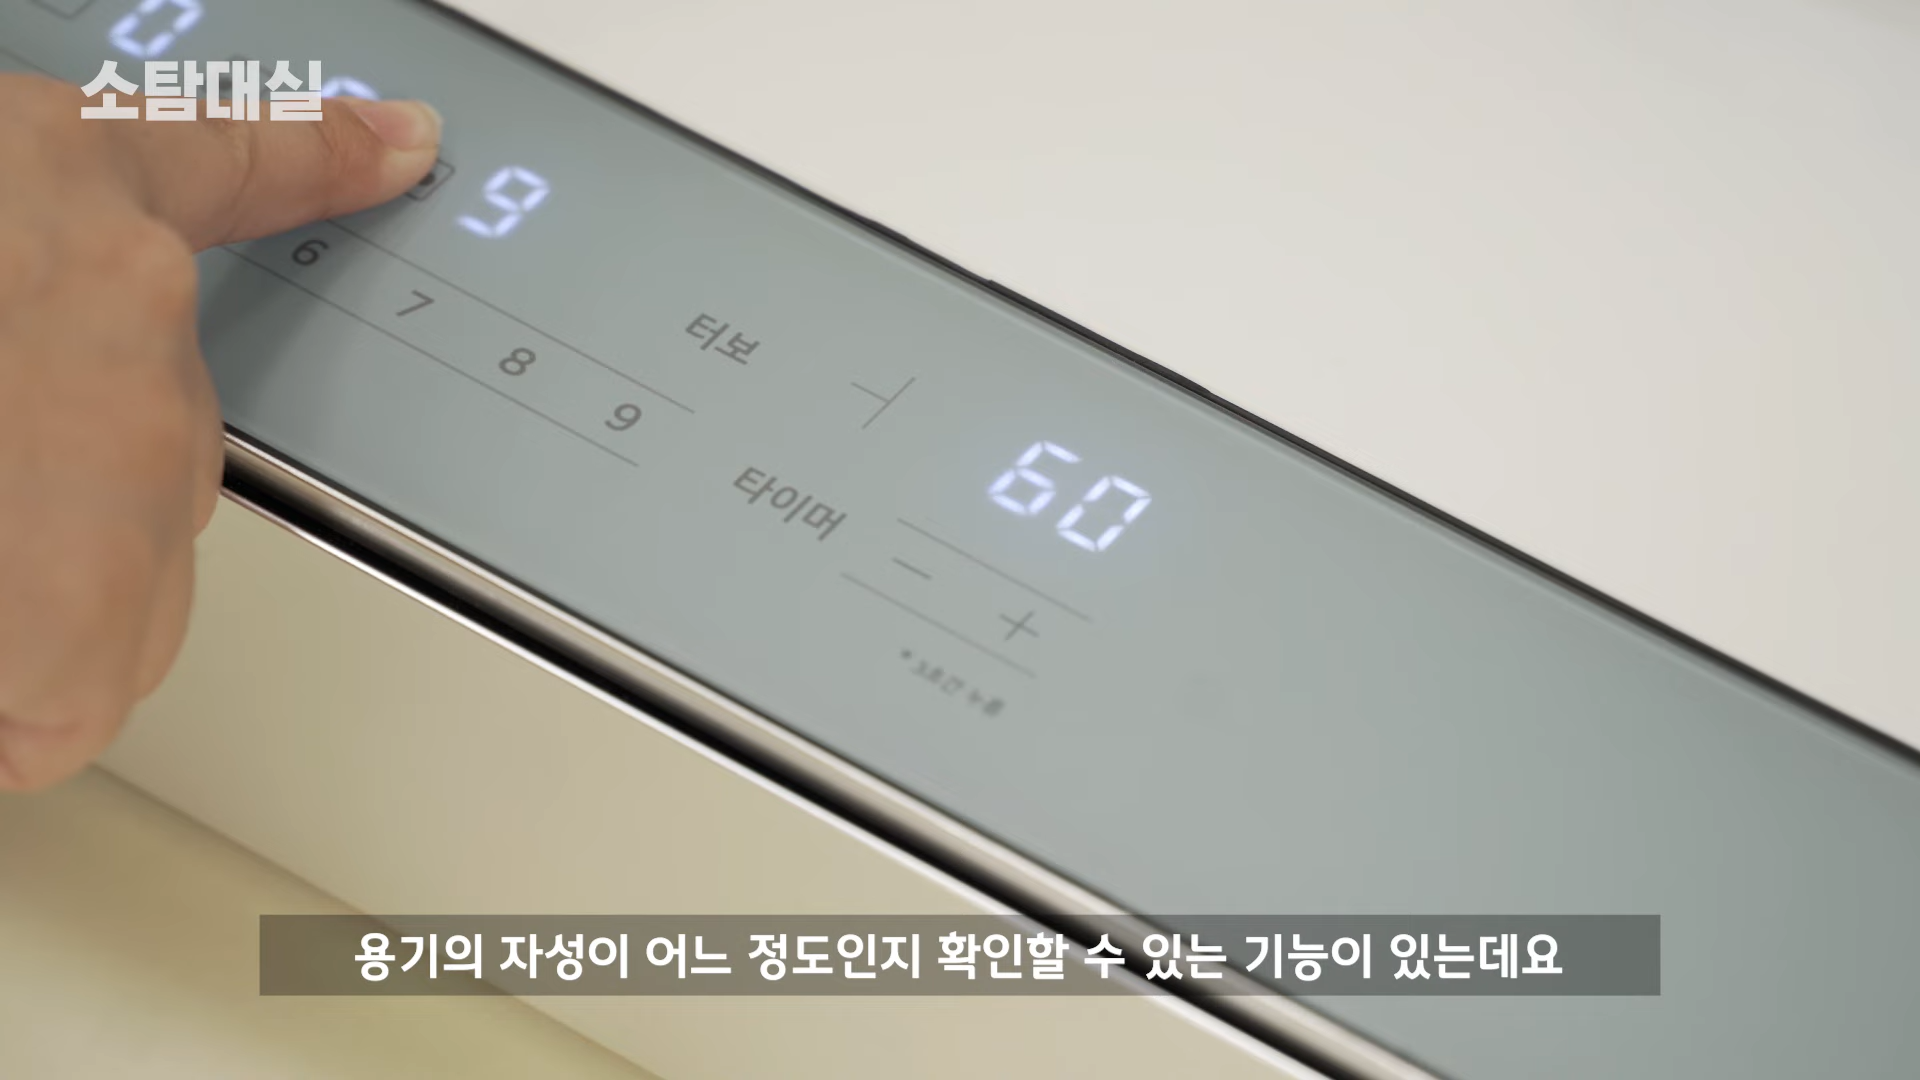 소탐대실
0
9
6 7 8 9
터보
60
타이머
− +
용기의 자성이 어느 정도인지 확인할 수 있는 기능이 있는데요